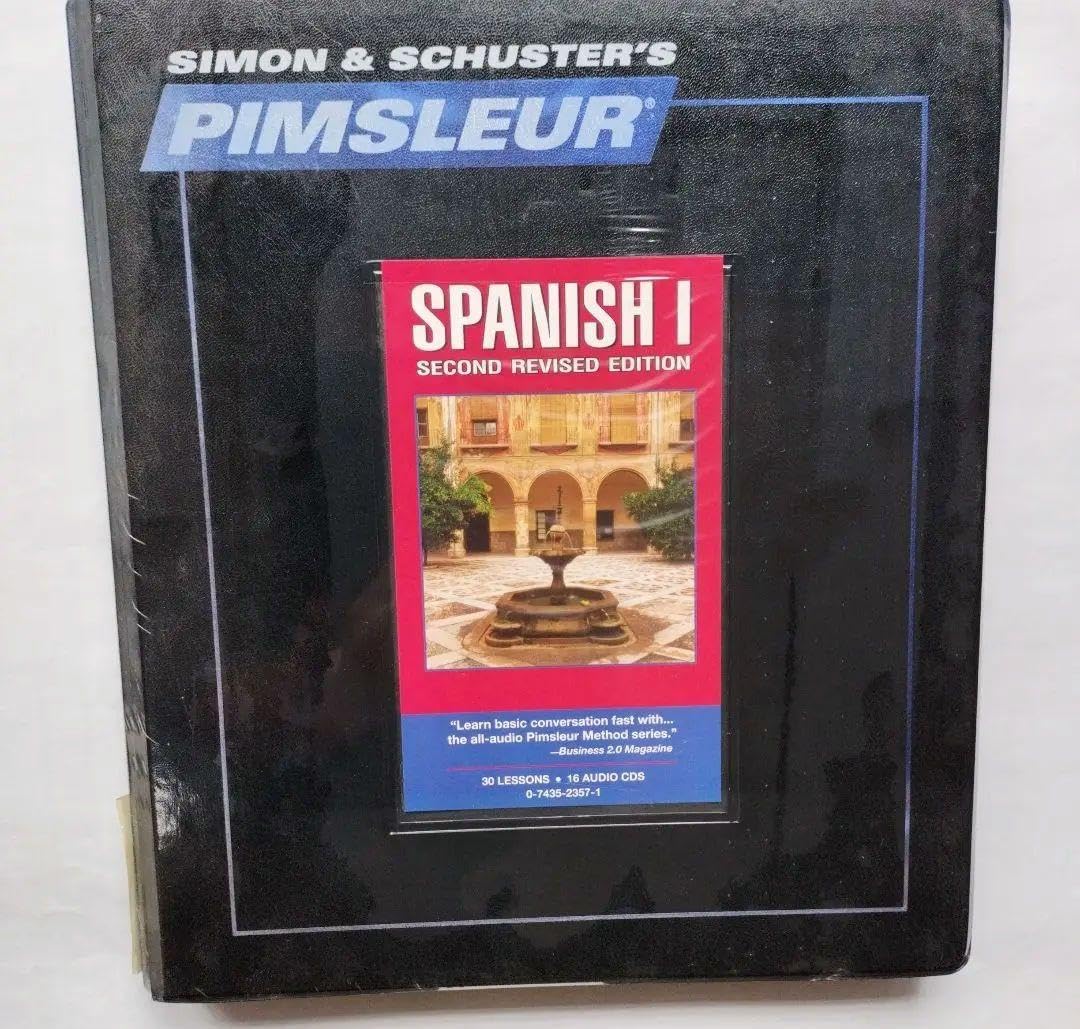 SIMON & SCHUSTER'S
PIMSLEUR®
SPANISH I
SECOND REVISED EDITION
“Learn basic conversation fast with...
the all-audio Pimsleur Method series.”
—Business 2.0 Magazine
30 LESSONS • 16 AUDIO CDS
0-7435-2357-1